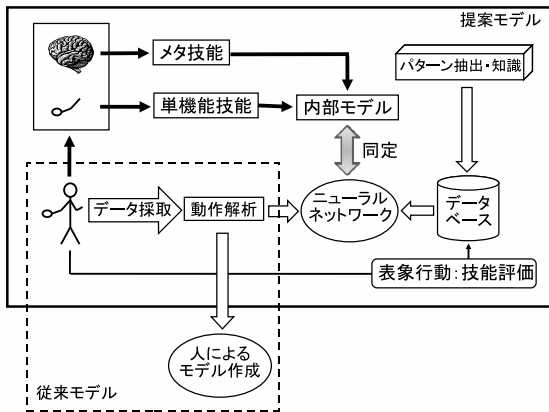 提案モデル
メタ技能
パターン抽出・知識
単機能技能
内部モデル
同定
データ採取
動作解析
ニューラル
ネットワーク
データ
ベース
表象行動:技能評価
人による
モデル作成
従来モデル